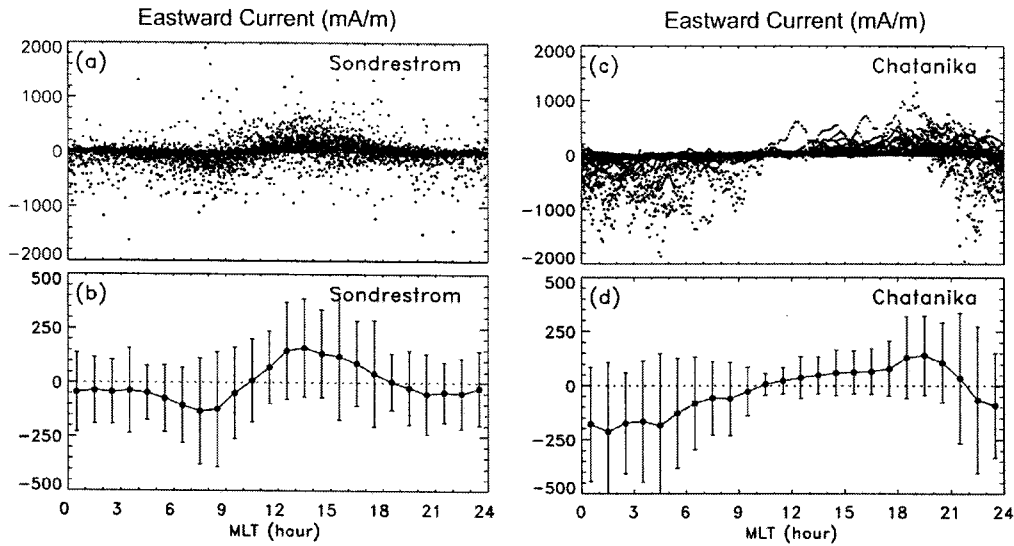 Eastward Current (mA/m)
2000
1000
0
-1000
-2000
(a)
Sondrestrom
500
250
0
-250
-500
(b)
Sondrestrom
0 3 6 9 12 15 18 21 24
MLT (hour)
Eastward Current (mA/m)
2000
1000
0
-1000
-2000
(c)
Chatanika
500
250
0
-250
-500
(d)
Chatanika
0 3 6 9 12 15 18 21 24
MLT (hour)